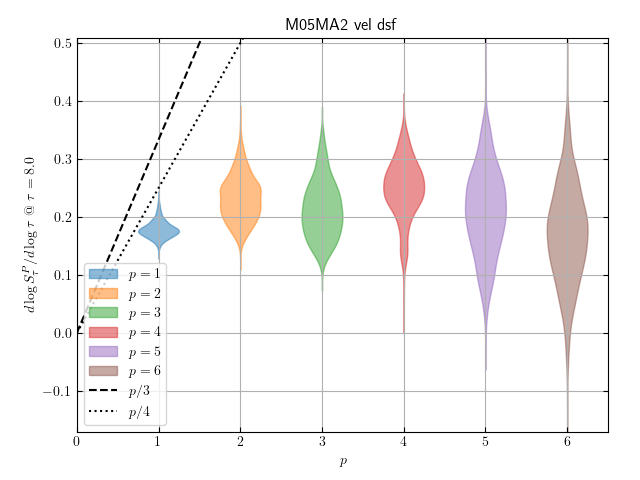 M05MA2 vel dsf
d log S_τ^P / d log τ @ τ = 8.0
0.5
0.4
0.3
0.2
0.1
0.0
−0.1
p = 1
p = 2
p = 3
p = 4
p = 5
p = 6
p/3
p/4
0 1 2 3 4 5 6
p